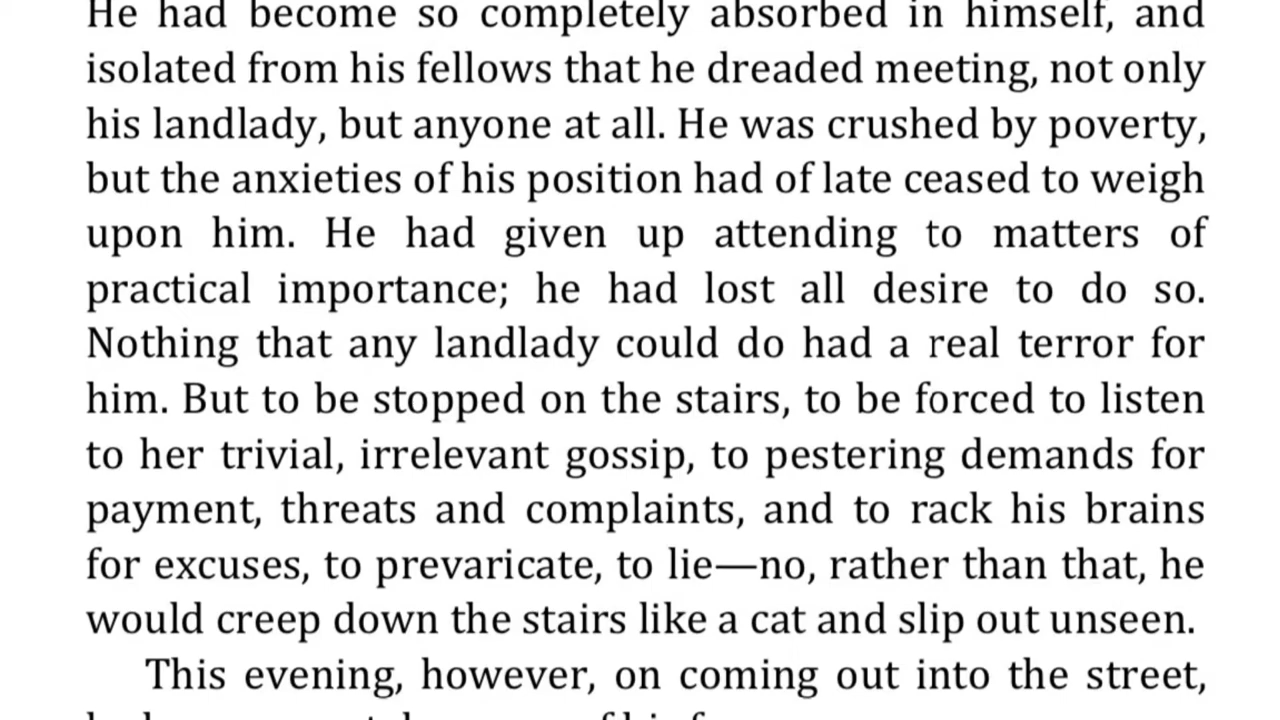 He had become so completely absorbed in himself, and
isolated from his fellows that he dreaded meeting, not only
his landlady, but anyone at all. He was crushed by poverty,
but the anxieties of his position had of late ceased to weigh
upon him. He had given up attending to matters of
practical importance; he had lost all desire to do so.
Nothing that any landlady could do had a real terror for
him. But to be stopped on the stairs, to be forced to listen
to her trivial, irrelevant gossip, to pestering demands for
payment, threats and complaints, and to rack his brains
for excuses, to prevaricate, to lie—no, rather than that, he
would creep down the stairs like a cat and slip out unseen.
This evening, however, on coming out into the street,